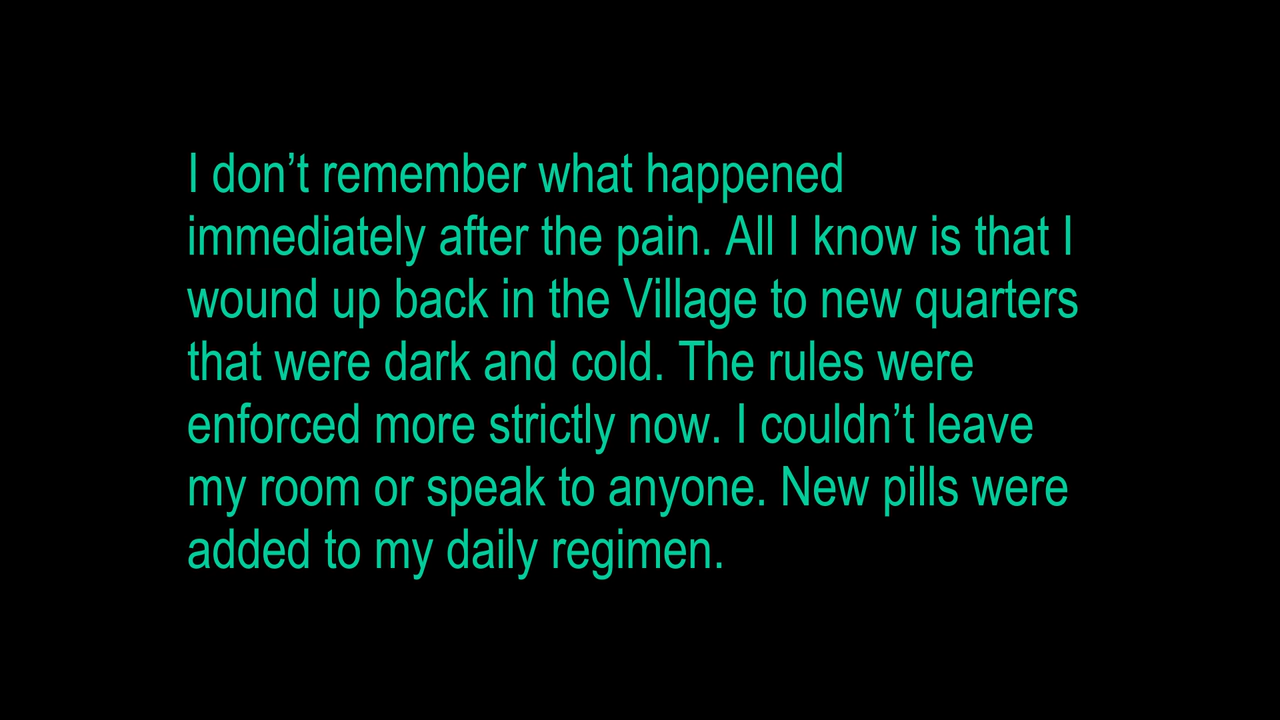 I don’t remember what happened
immediately after the pain. All I know is that I
wound up back in the Village to new quarters
that were dark and cold. The rules were
enforced more strictly now. I couldn’t leave
my room or speak to anyone. New pills were
added to my daily regimen.